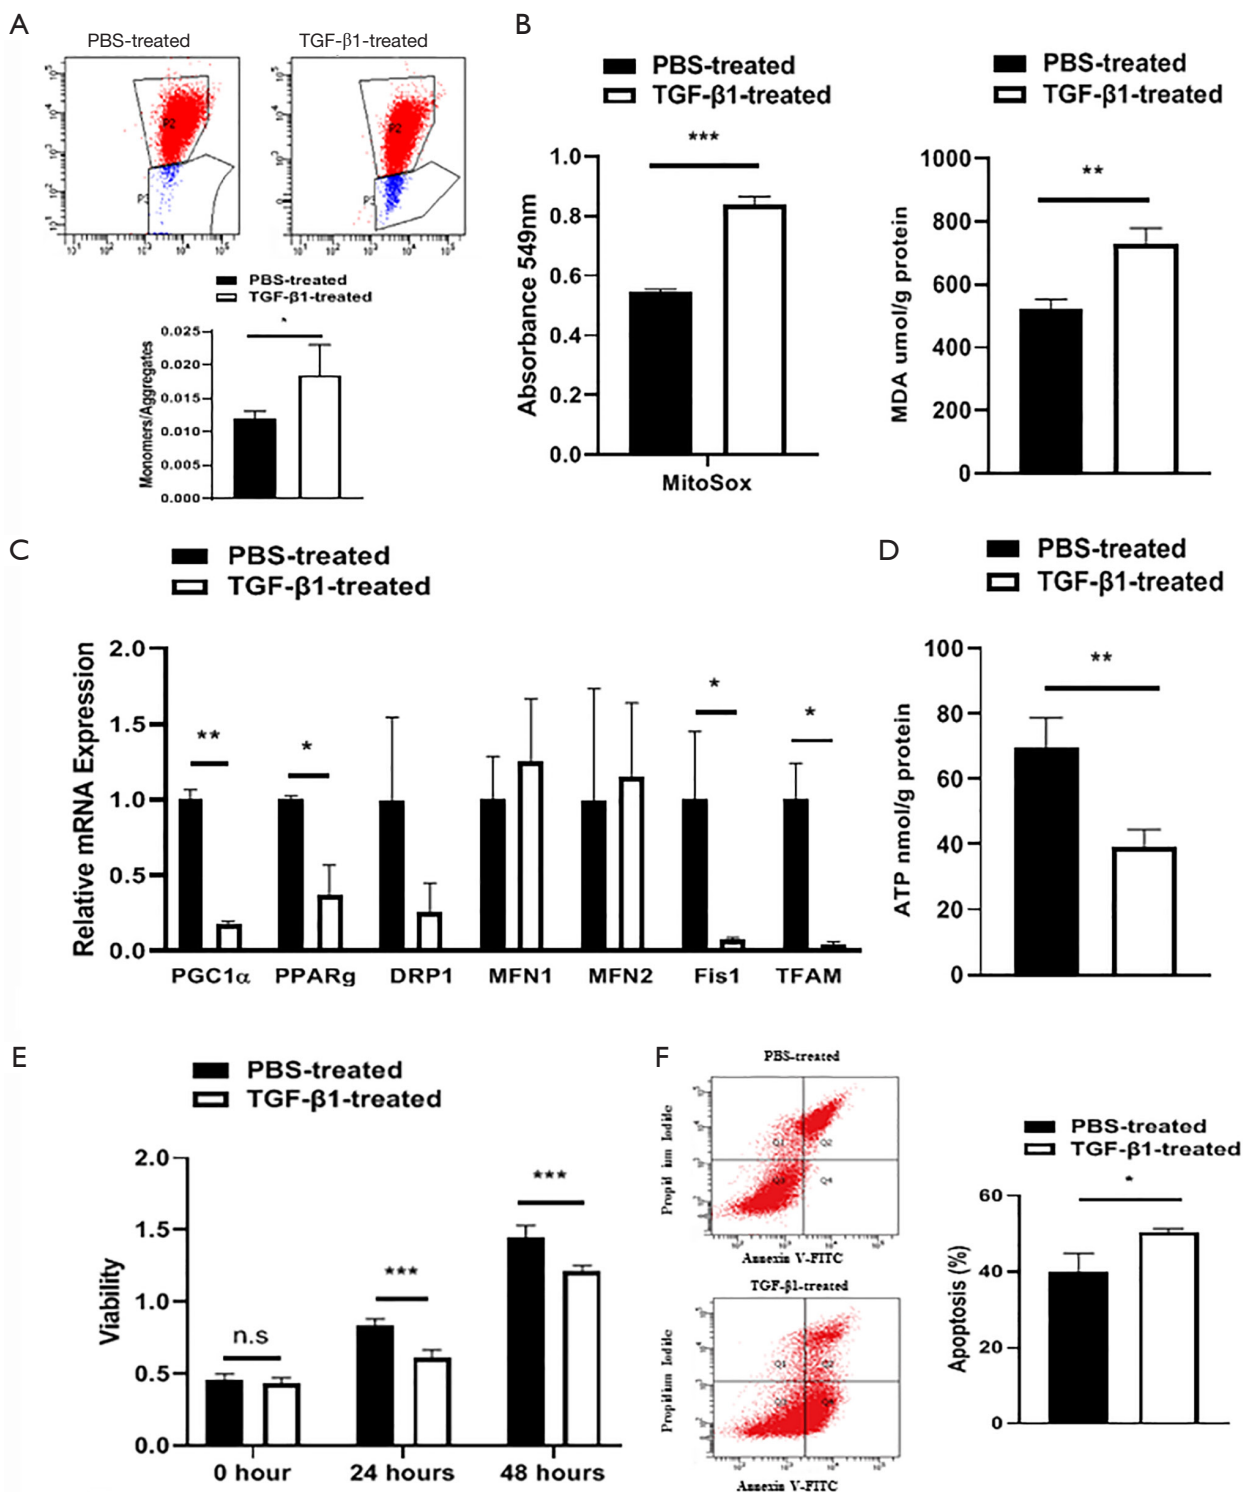 A
PBS-treated
TGF-β1-treated
P2
P2
PBS-treated
TGF-β1-treated
*
Monomers/Aggregates
0.025
0.020
0.015
0.010
0.005
0.000
B
PBS-treated
TGF-β1-treated
***
Absorbance 549nm
1.0
0.8
0.6
0.4
0.2
0.0
MitoSox
PBS-treated
TGF-β1-treated
**
MDA umol/g protein
1000
800
600
400
200
0
C
PBS-treated
TGF-β1-treated
Relative mRNA Expression
2.0
1.5
1.0
0.5
0.0
**
*
*
*
PGC1α PPARg DRP1 MFN1 MFN2 Fis1 TFAM
D
PBS-treated
TGF-β1-treated
**
ATP nmol/g protein
100
80
60
40
20
0
E
PBS-treated
TGF-β1-treated
Viability
2.0
1.5
1.0
0.5
0.0
n.s
***
***
0 hour 24 hours 48 hours
F
PBS-treated
Propidium Iodide
Q1 Q2
Q3 Q4
Annexin V-FITC
TGF-β1-treated
Propidium Iodide
Q1 Q2
Annexin V-FITC
PBS-treated
TGF-β1-treated
*
Apoptosis (%)
60
40
20
0